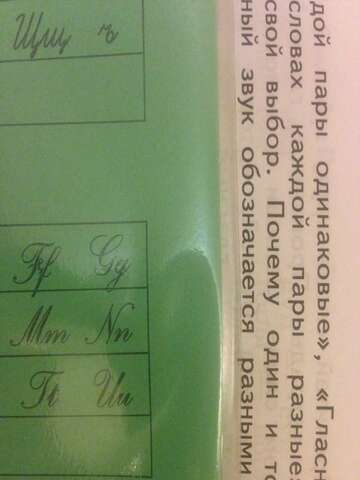 Щщ ъ
Ff Gg
Mm Nn
Tt Uu
дой пары одинаковые», «Гласн
словах каждой пары разные
свой выбор. Почему один и то
ный звук обозначается разными